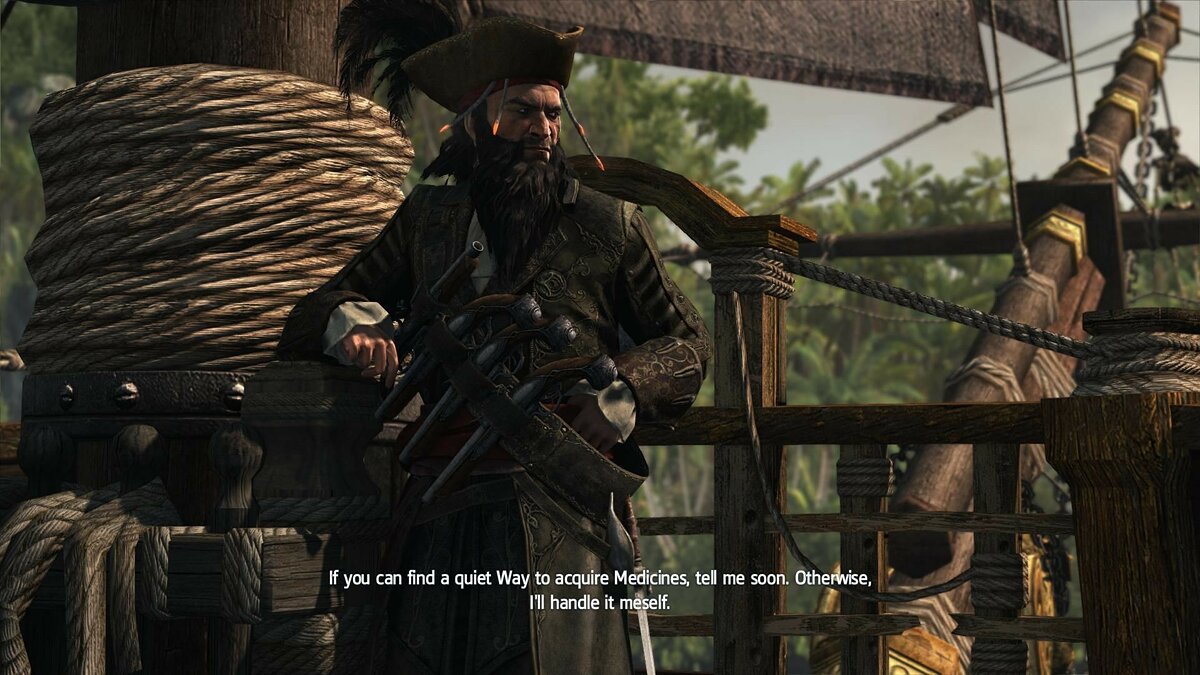 If you can find a quiet Way to acquire Medicines, tell me soon. Otherwise,
I'll handle it meself.